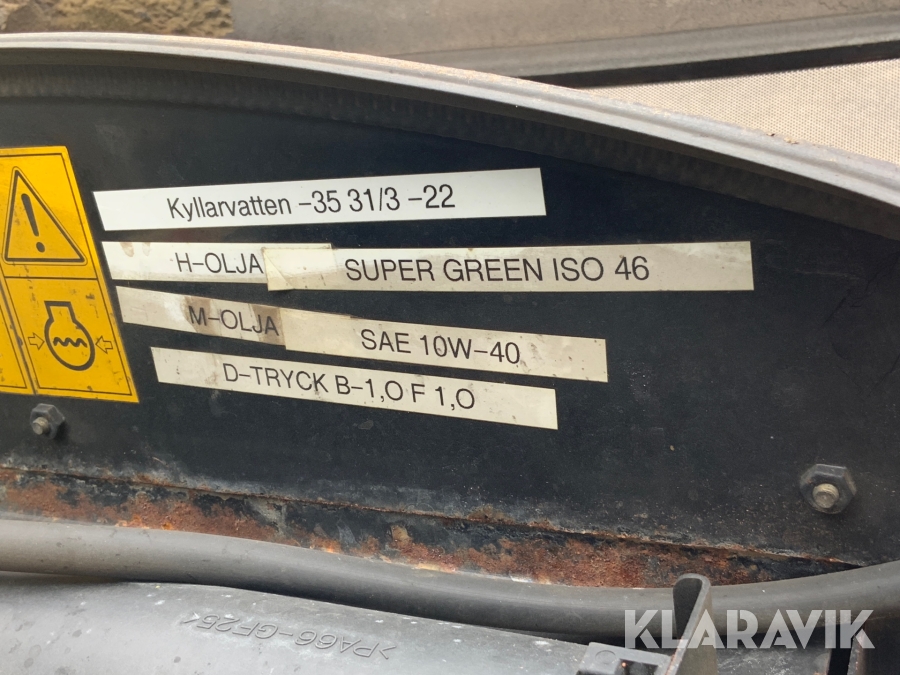 Kyllarvatten -35 31/3 -22
H-OLJA SUPER GREEN ISO 46
M-OLJA SAE 10W-40
D-TRYCK B-1,O F 1,O
>PA66-GF25<
KLARAVIK